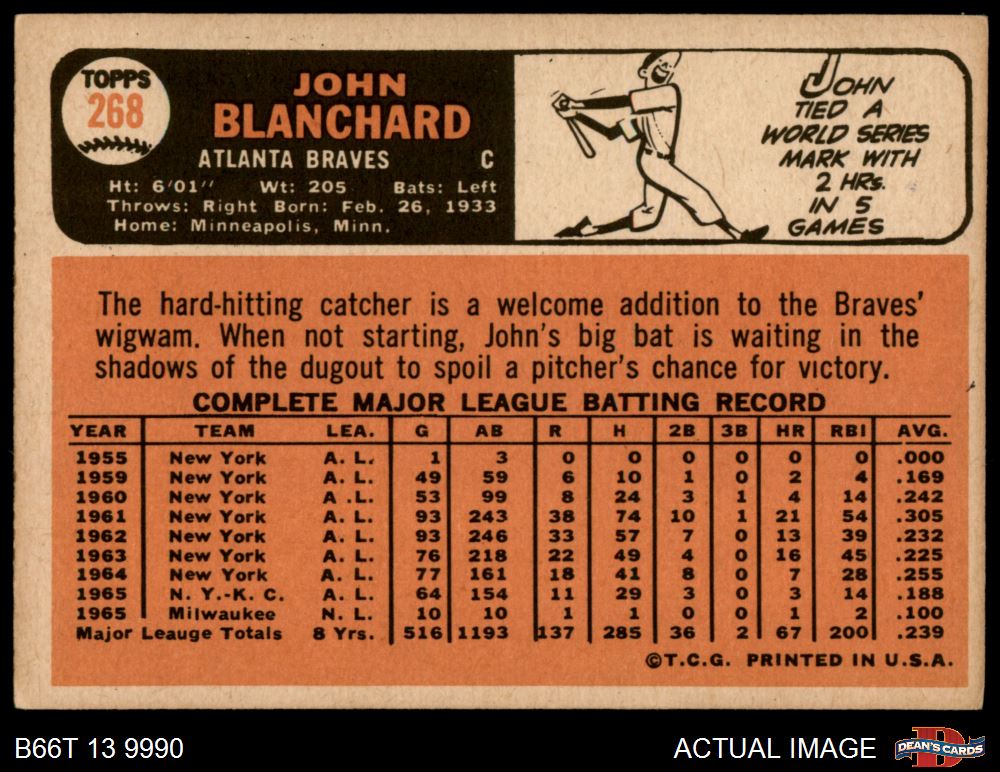 TOPPS
268
JOHN
BLANCHARD
ATLANTA BRAVES C
Ht: 6'01" Wt: 205 Bats: Left
Throws: Right Born: Feb. 26, 1933
Home: Minneapolis, Minn.
JOHN
TIED A
WORLD SERIES
MARK WITH
2 HRs.
IN 5
GAMES
The hard-hitting catcher is a welcome addition to the Braves'
wigwam. When not starting, John's big bat is waiting in the
shadows of the dugout to spoil a pitcher's chance for victory.
COMPLETE MAJOR LEAGUE BATTING RECORD
YEAR TEAM LEA. G AB R H 2B 3B HR RBI AVG.
1955 New York A. L. 1 3 0 0 0 0 0 0 .000
1959 New York A. L. 49 59 6 10 1 0 2 4 .169
1960 New York A .L. 53 99 8 24 3 1 4 14 .242
1961 New York A. L. 93 243 38 74 10 1 21 54 .305
1962 New York A. L. 93 246 33 57 7 0 13 39 .232
1963 New York A. L. 76 218 22 49 4 0 16 45 .225
1964 New York A. L. 77 161 18 41 8 0 7 28 .255
1965 N. Y.-K. C. A. L. 64 154 11 29 3 0 3 14 .188
1965 Milwaukee N. L. 10 10 1 1 0 0 1 2 .100
Major Leauge Totals 8 Yrs. 516 1193 137 285 36 2 67 200 .239
©T.C.G. PRINTED IN U.S.A.
B66T 13 9990
ACTUAL IMAGE
D
DEAN'S CARDS